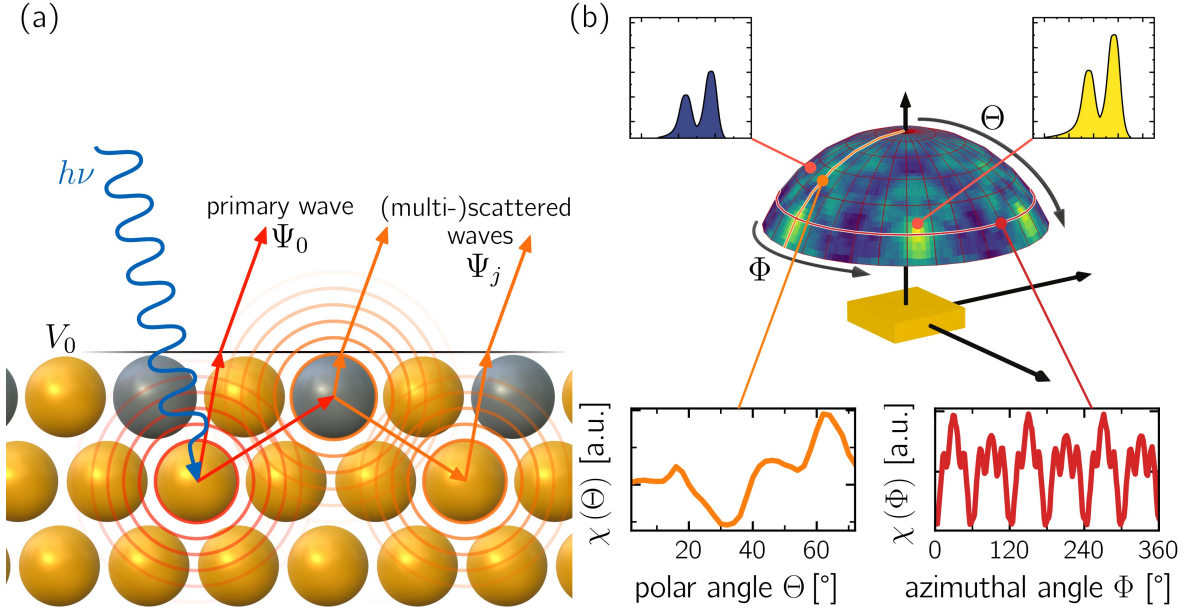 (a)
hν
primary wave
Ψ₀
(multi-)scattered
waves
Ψⱼ
V₀
(b)
Θ
Φ
χ (Θ) [a.u.]
20 40 60
polar angle Θ [°]
χ (Φ) [a.u.]
0 120 240 360
azimuthal angle Φ [°]